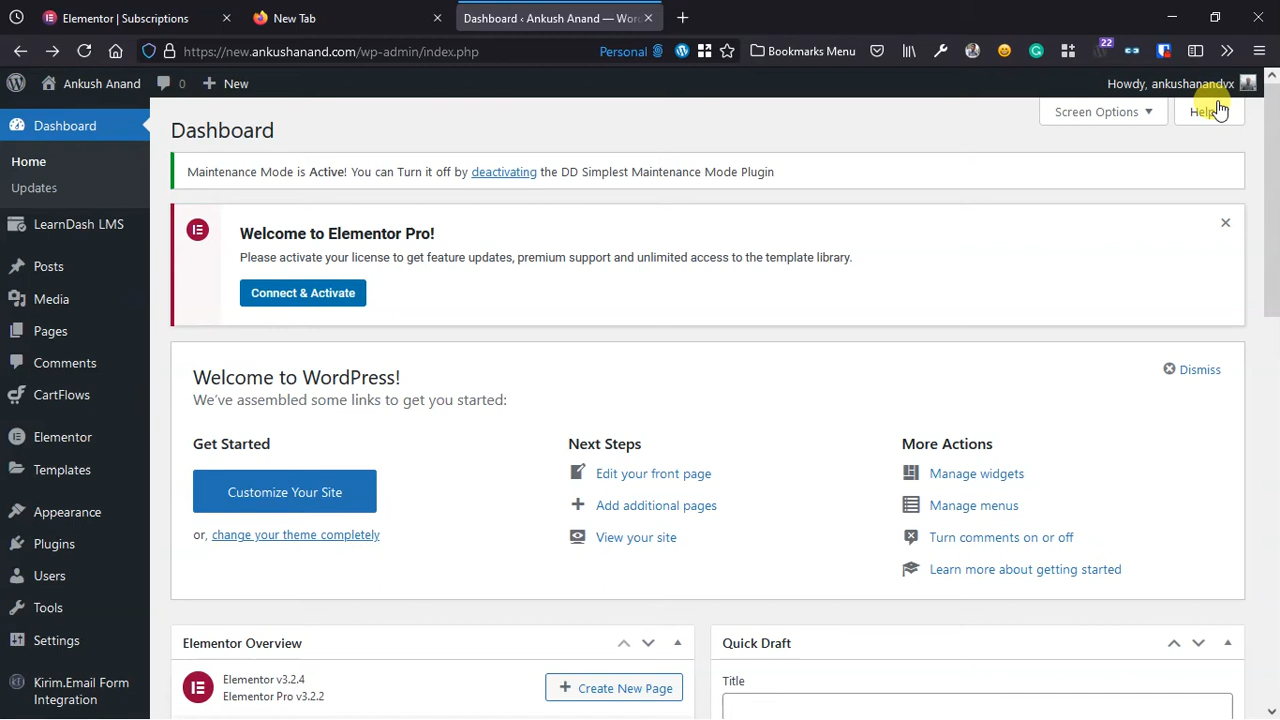 Elementor | Subscriptions
New Tab
Dashboard ‹ Ankush Anand — Wor
https://new.ankushanand.com/wp-admin/index.php
Personal
Bookmarks Menu
22
Ankush Anand
0
New
Howdy, ankushanandvx
Dashboard
Home
Updates
LearnDash LMS
Posts
Media
Pages
Comments
CartFlows
Elementor
Templates
Appearance
Plugins
Users
Tools
Settings
Kirim.Email Form
Integration
Screen Options
Help
Dashboard
Maintenance Mode is Active! You can Turn it off by deactivating the DD Simplest Maintenance Mode Plugin
Welcome to Elementor Pro!
Please activate your license to get feature updates, premium support and unlimited access to the template library.
Connect & Activate
Welcome to WordPress!
We've assembled some links to get you started:
Dismiss
Get Started
Customize Your Site
or, change your theme completely
Next Steps
Edit your front page
Add additional pages
View your site
More Actions
Manage widgets
Manage menus
Turn comments on or off
Learn more about getting started
Elementor Overview
Elementor v3.2.4
Elementor Pro v3.2.2
Create New Page
Quick Draft
Title